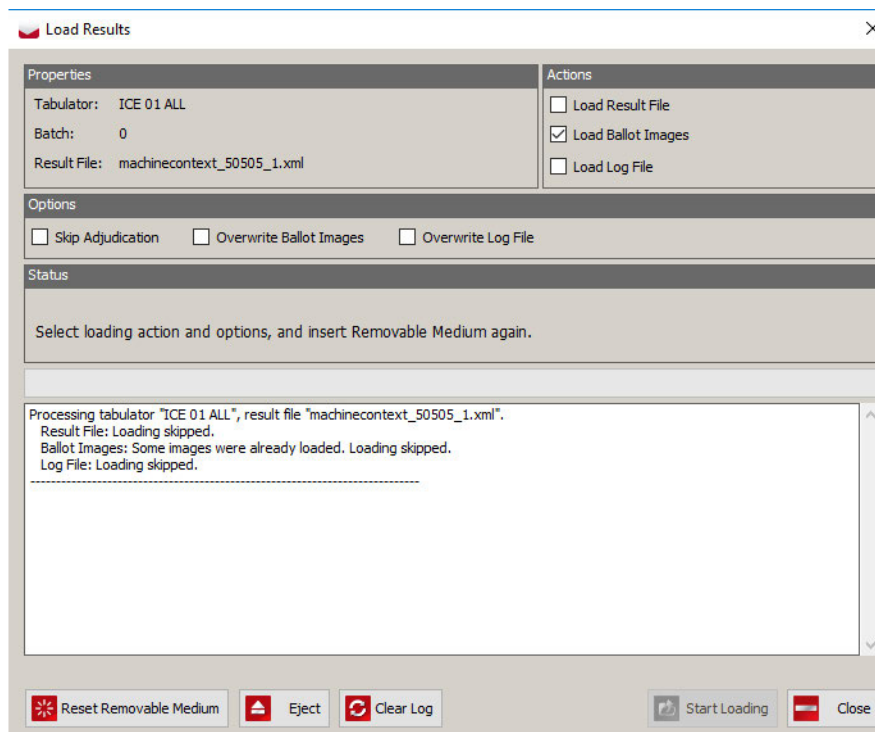 Load Results
Properties
Tabulator: ICE 01 ALL
Batch: 0
Result File: machinecontext_50505_1.xml
Actions
Load Result File
Load Ballot Images
Load Log File
Options
Skip Adjudication Overwrite Ballot Images Overwrite Log File
Status
Select loading action and options, and insert Removable Medium again.
Processing tabulator "ICE 01 ALL", result file "machinecontext_50505_1.xml".
Result File: Loading skipped.
Ballot Images: Some images were already loaded. Loading skipped.
Log File: Loading skipped.
--------------------------------------------------------------------------------
Reset Removable Medium Eject Clear Log Start Loading Close